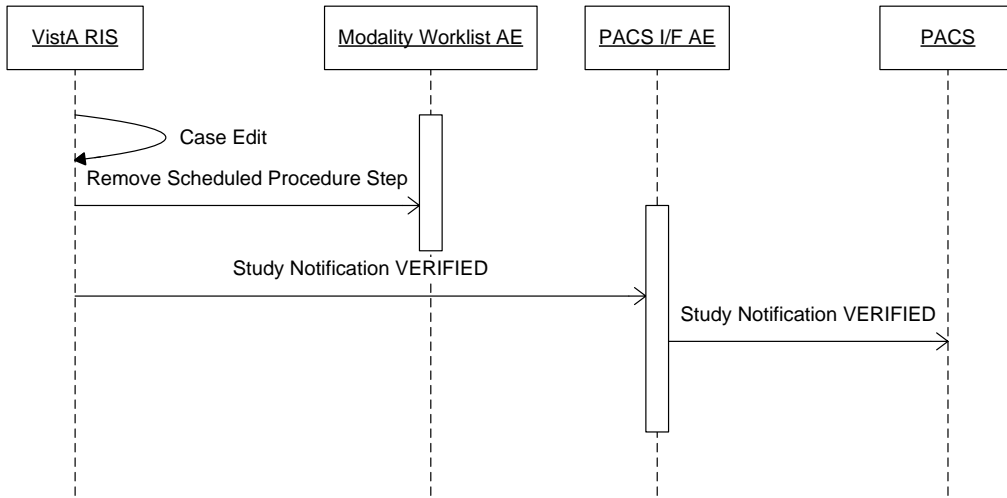 VistA RIS
Modality Worklist AE
PACS I/F AE
PACS
Case Edit
Remove Scheduled Procedure Step
Study Notification VERIFIED
Study Notification VERIFIED